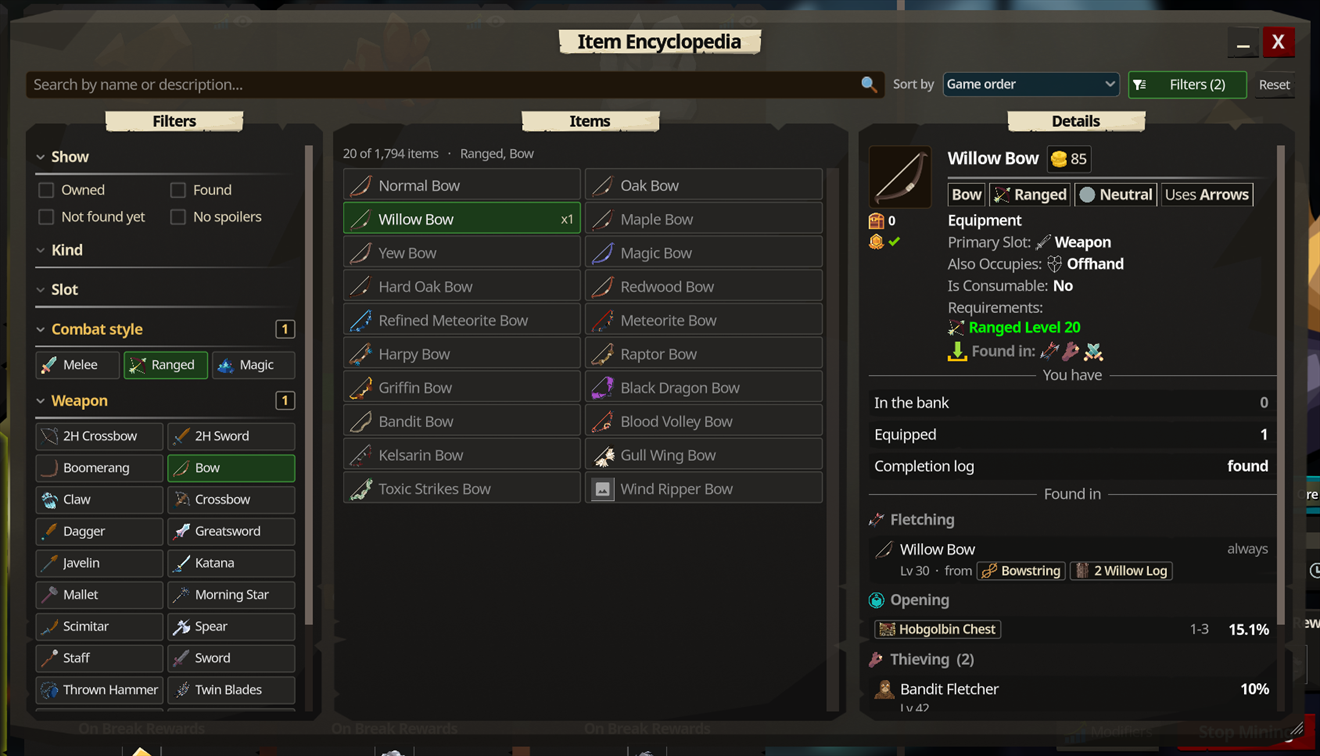 Item Encyclopedia
X
Search by name or description...
Sort by
Game order
Filters (2)
Reset
Filters
Show
Owned
Found
Not found yet
No spoilers
Kind
Slot
Combat style 1
Melee
Ranged
Magic
Weapon 1
2H Crossbow
2H Sword
Boomerang
Bow
Claw
Crossbow
Dagger
Greatsword
Javelin
Katana
Mallet
Morning Star
Scimitar
Spear
Staff
Sword
Thrown Hammer
Twin Blades
Items
20 of 1,794 items · Ranged, Bow
Normal Bow
Oak Bow
Willow Bow x1
Maple Bow
Yew Bow
Magic Bow
Hard Oak Bow
Redwood Bow
Refined Meteorite Bow
Meteorite Bow
Harpy Bow
Raptor Bow
Griffin Bow
Black Dragon Bow
Bandit Bow
Blood Volley Bow
Kelsarin Bow
Gull Wing Bow
Toxic Strikes Bow
Wind Ripper Bow
Details
Willow Bow 85
Bow Ranged Neutral Uses Arrows
0
Equipment
Primary Slot: Weapon
Also Occupies: Offhand
Is Consumable: No
Requirements:
Ranged Level 20
Found in:
You have
In the bank 0
Equipped 1
Completion log found
Found in
Fletching
Willow Bow always
Lv 30 · from Bowstring 2 Willow Log
Opening
Hobgolbin Chest 1-3 15.1%
Thieving (2)
Bandit Fletcher 10%
Lv 42
On Break Rewards
On Break Rewards
On Break Rewards
Modifiers
Stop Mining